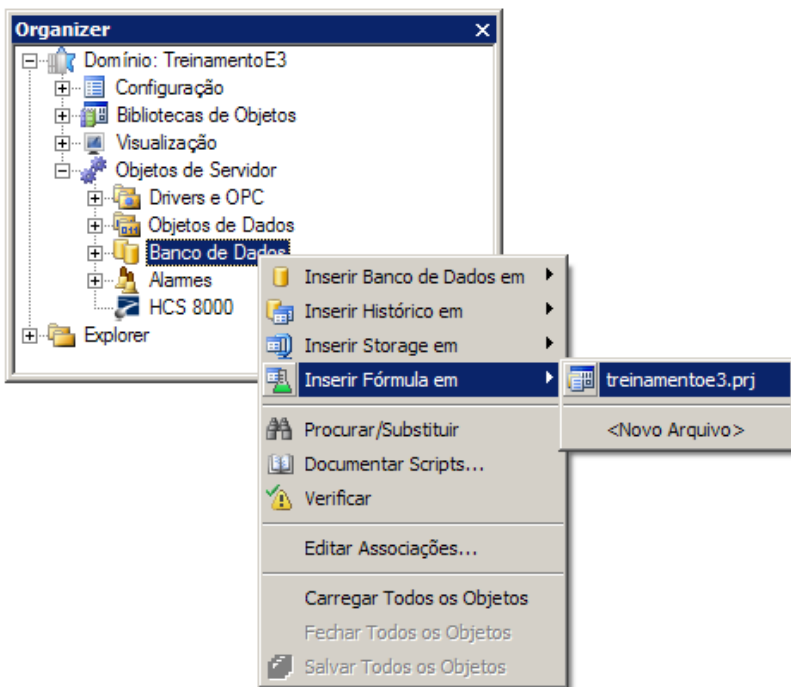 Organizer
Domínio: TreinamentoE3
Configuração
Bibliotecas de Objetos
Visualização
Objetos de Servidor
Drivers e OPC
Objetos de Dados
Banco de Dados
Alarmes
HCS 8000
Explorer
Inserir Banco de Dados em
Inserir Histórico em
Inserir Storage em
Inserir Fórmula em
treinamentoe3.prj
<Novo Arquivo>
Procurar/Substituir
Documentar Scripts...
Verificar
Editar Associações...
Carregar Todos os Objetos
Fechar Todos os Objetos
Salvar Todos os Objetos